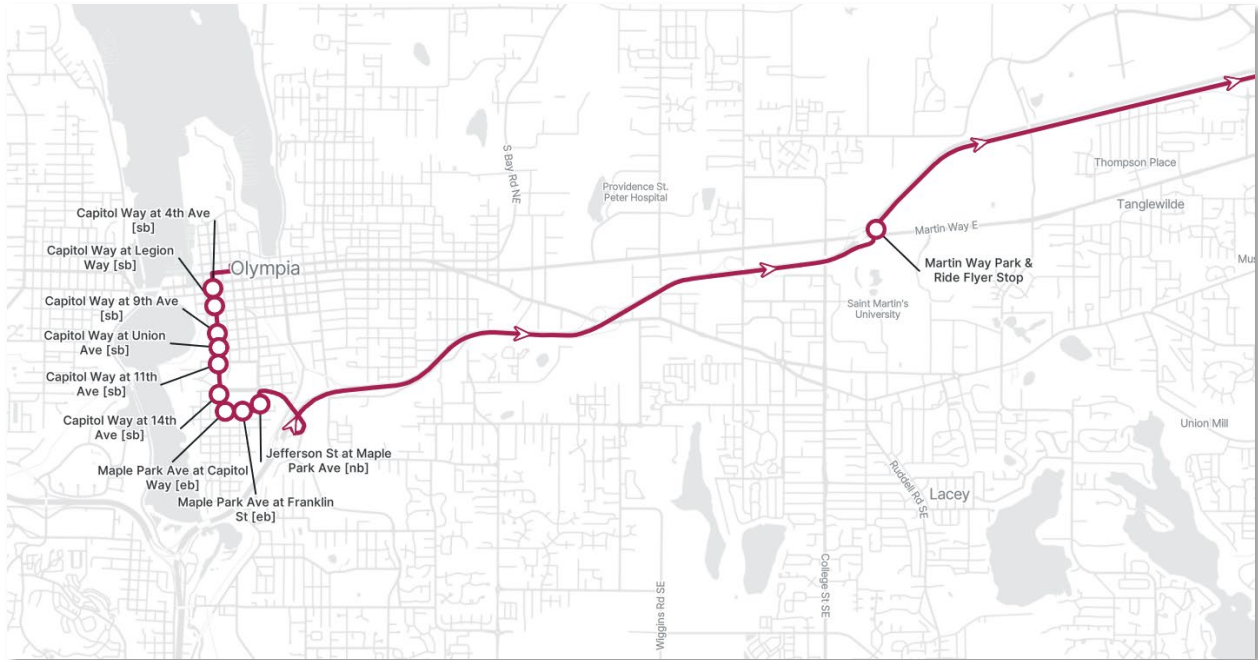 Thompson Place
S Bay Rd NE
Providence St.
Peter Hospital
Tanglewilde
Capitol Way at 4th Ave
[sb]
Martin Way E
Capitol Way at Legion
Way [sb]
Olympia
Martin Way Park &
Ride Flyer Stop
Capitol Way at 9th Ave
[sb]
Saint Martin's
University
Capitol Way at Union
Ave [sb]
Capitol Way at 11th
Ave [sb]
Capitol Way at 14th
Ave [sb]
Union Mill
Jefferson St at Maple
Park Ave [nb]
Maple Park Ave at Capitol
Way [eb]
Ruddell Rd SE
Lacey
Maple Park Ave at Franklin
St [eb]
College St SE
Wiggins Rd SE